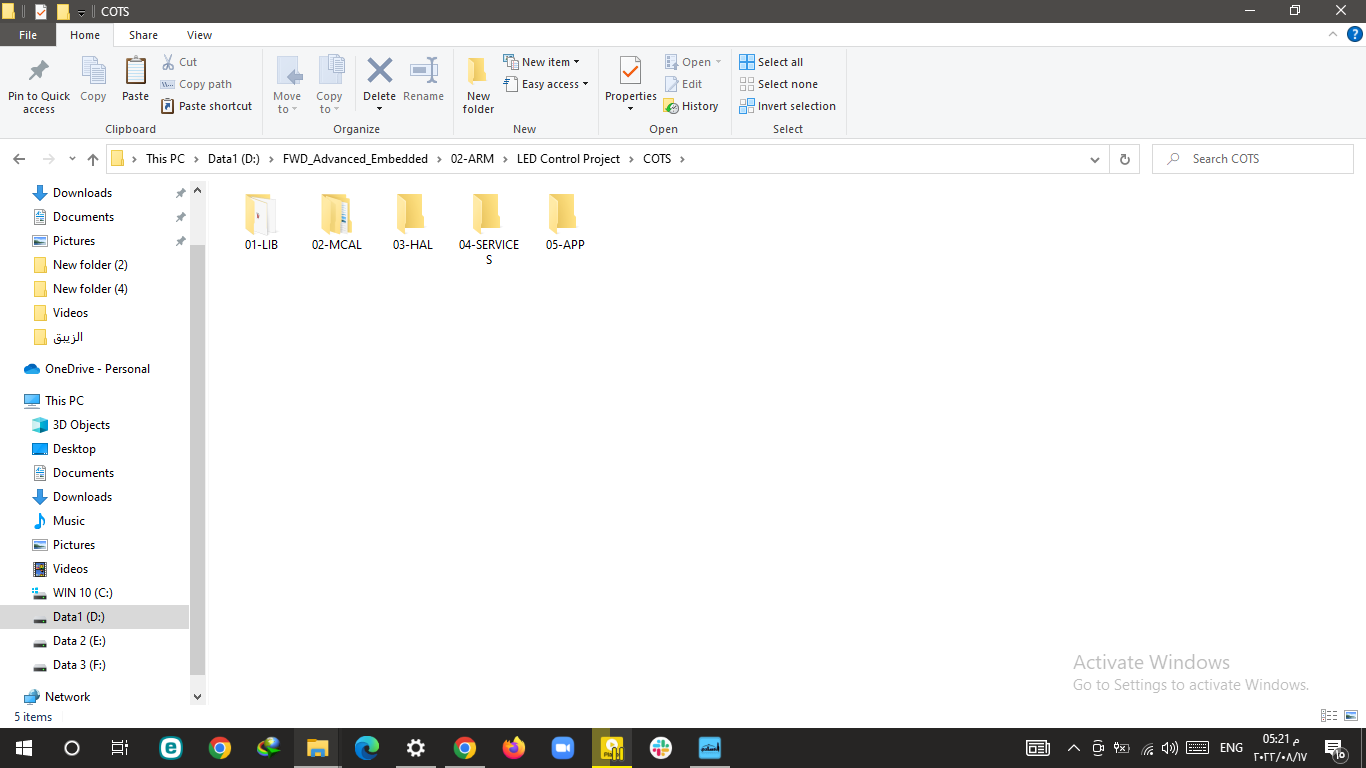 COTS
File Home Share View
Pin to Quick access
Copy
Paste
Cut
Copy path
Paste shortcut
Clipboard
Move to
Copy to
Delete
Rename
Organize
New folder
New item
Easy access
New
Properties
Open
Edit
History
Open
Select all
Select none
Invert selection
Select
This PC > Data1 (D:) > FWD_Advanced_Embedded > 02-ARM > LED Control Project > COTS >
Search COTS
Downloads
Documents
Pictures
New folder (2)
New folder (4)
Videos
الزيبق
OneDrive - Personal
This PC
3D Objects
Desktop
Documents
Downloads
Music
Pictures
Videos
WIN 10 (C:)
Data1 (D:)
Data 2 (E:)
Data 3 (F:)
Network
01-LIB
02-MCAL
03-HAL
04-SERVICE
S
05-APP
Activate Windows
Go to Settings to activate Windows.
5 items
ENG
05:21 م
٢٠٢٢/٠٨/١٧
١٥